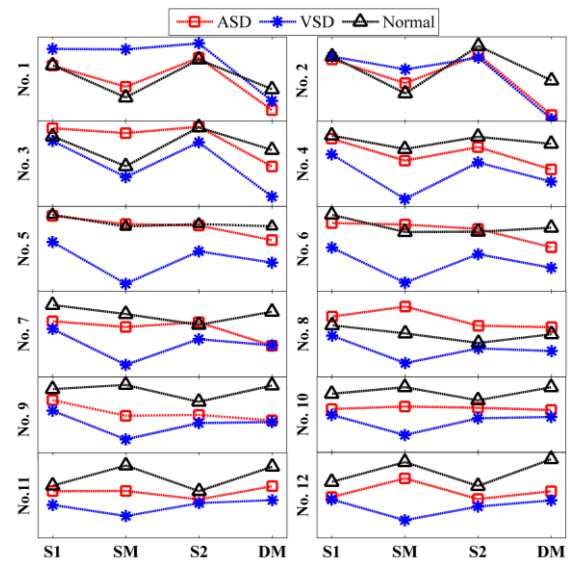 ASD VSD Normal
No. 1 No. 2
No. 3 No. 4
No. 5 No. 6
No. 7 No. 8
No. 9 No. 10
No.11 No. 12
S1 SM S2 DM S1 SM S2 DM